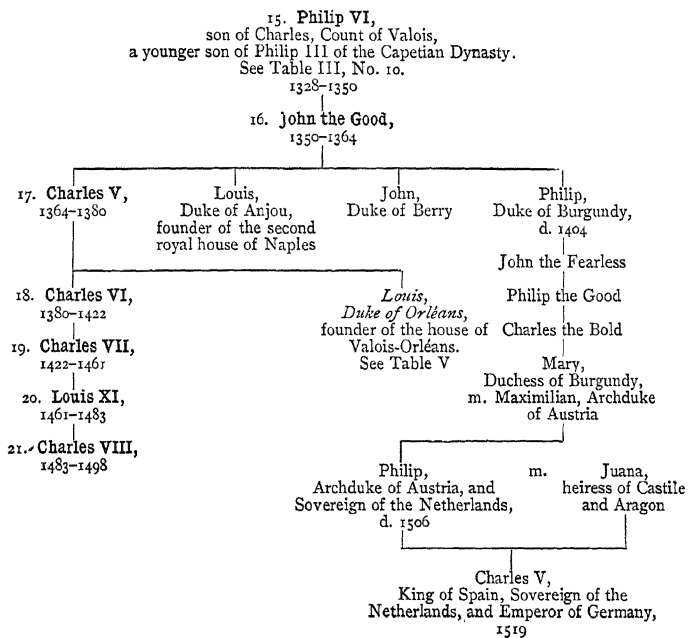 15. Philip VI,
son of Charles, Count of Valois,
a younger son of Philip III of the Capetian Dynasty.
See Table III, No. 10.
1328–1350
16. John the Good,
1350–1364
17. Charles V,
1364–1380
Louis,
Duke of Anjou,
founder of the second
royal house of Naples
John,
Duke of Berry
Philip,
Duke of Burgundy,
d. 1404
John the Fearless
Philip the Good
Charles the Bold
Mary,
Duchess of Burgundy,
m. Maximilian, Archduke
of Austria
18. Charles VI,
1380–1422
Louis,
Duke of Orléans,
founder of the house of
Valois-Orléans.
See Table V
19. Charles VII,
1422–1461
20. Louis XI,
1461–1483
21. Charles VIII,
1483–1498
Philip,
Archduke of Austria, and
Sovereign of the Netherlands,
d. 1506
m.
Juana,
heiress of Castile
and Aragon
Charles V,
King of Spain, Sovereign of the
Netherlands, and Emperor of Germany,
1519